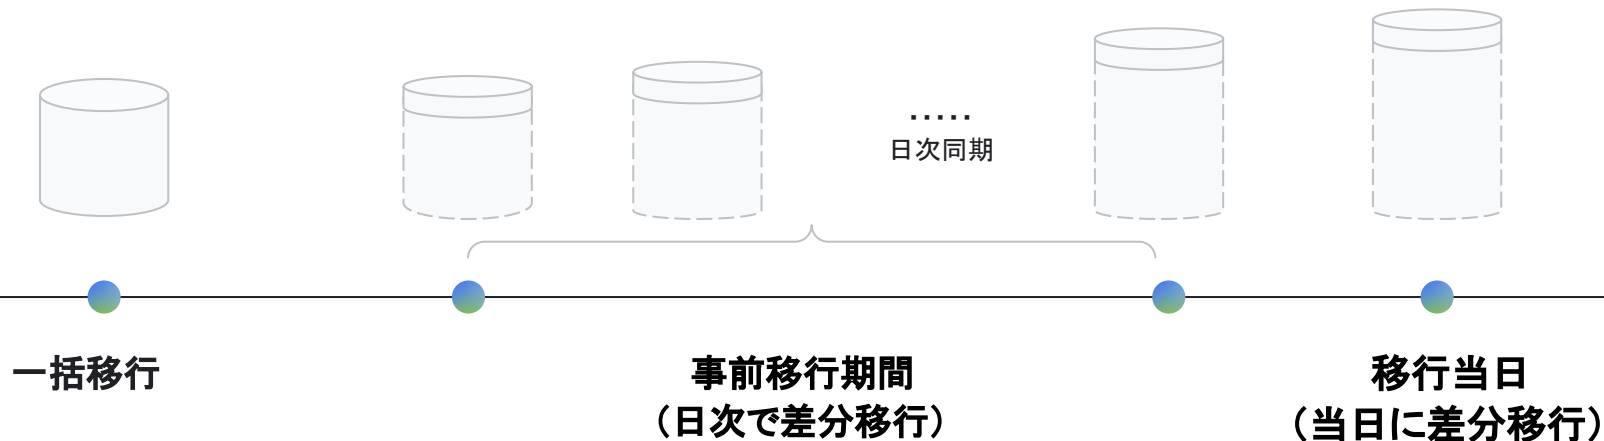 .....
日次同期
一括移行
事前移行期間
（日次で差分移行）
移行当日
（当日に差分移行）